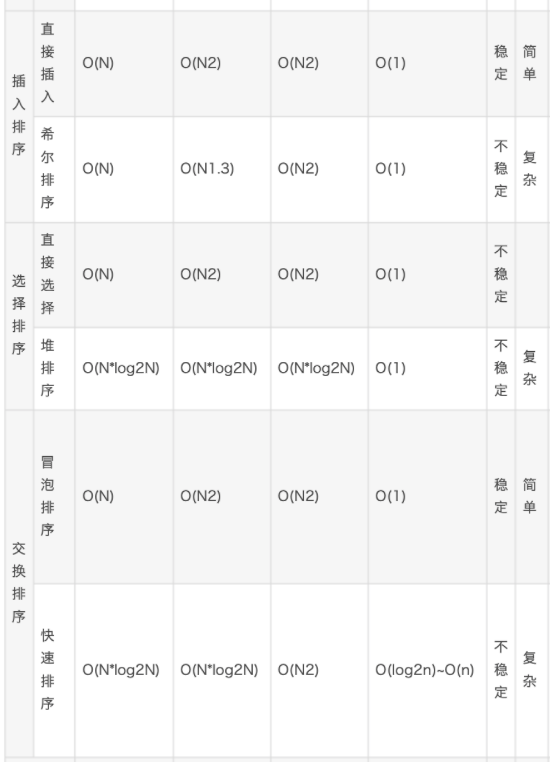 插入排序
直接插入
O(N)
O(N2)
O(N2)
O(1)
稳定
简单
希尔排序
O(N)
O(N1.3)
O(N2)
O(1)
不稳定
复杂
选择排序
直接选择
O(N)
O(N2)
O(N2)
O(1)
不稳定
堆排序
O(N*log2N)
O(N*log2N)
O(N*log2N)
O(1)
不稳定
复杂
交换排序
冒泡排序
O(N)
O(N2)
O(N2)
O(1)
稳定
简单
快速排序
O(N*log2N)
O(N*log2N)
O(N2)
O(log2n)~O(n)
不稳定
复杂